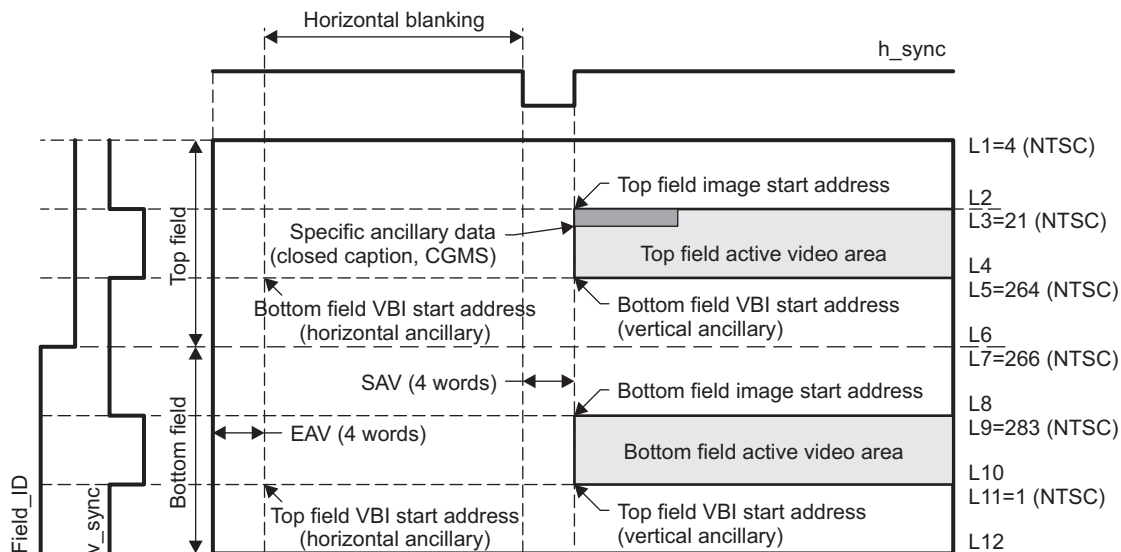 Horizontal blanking
h_sync
L1=4 (NTSC)
Top field image start address
L2
L3=21 (NTSC)
Specific ancillary data
(closed caption, CGMS)
Top field active video area
L4
Top field
L5=264 (NTSC)
Bottom field VBI start address
(horizontal ancillary)
Bottom field VBI start address
(vertical ancillary)
L6
L7=266 (NTSC)
SAV (4 words)
Bottom field image start address
L8
L9=283 (NTSC)
EAV (4 words)
Bottom field active video area
Bottom field
L10
L11=1 (NTSC)
Top field VBI start address
(horizontal ancillary)
Top field VBI start address
(vertical ancillary)
L12
Field_ID
v_sync